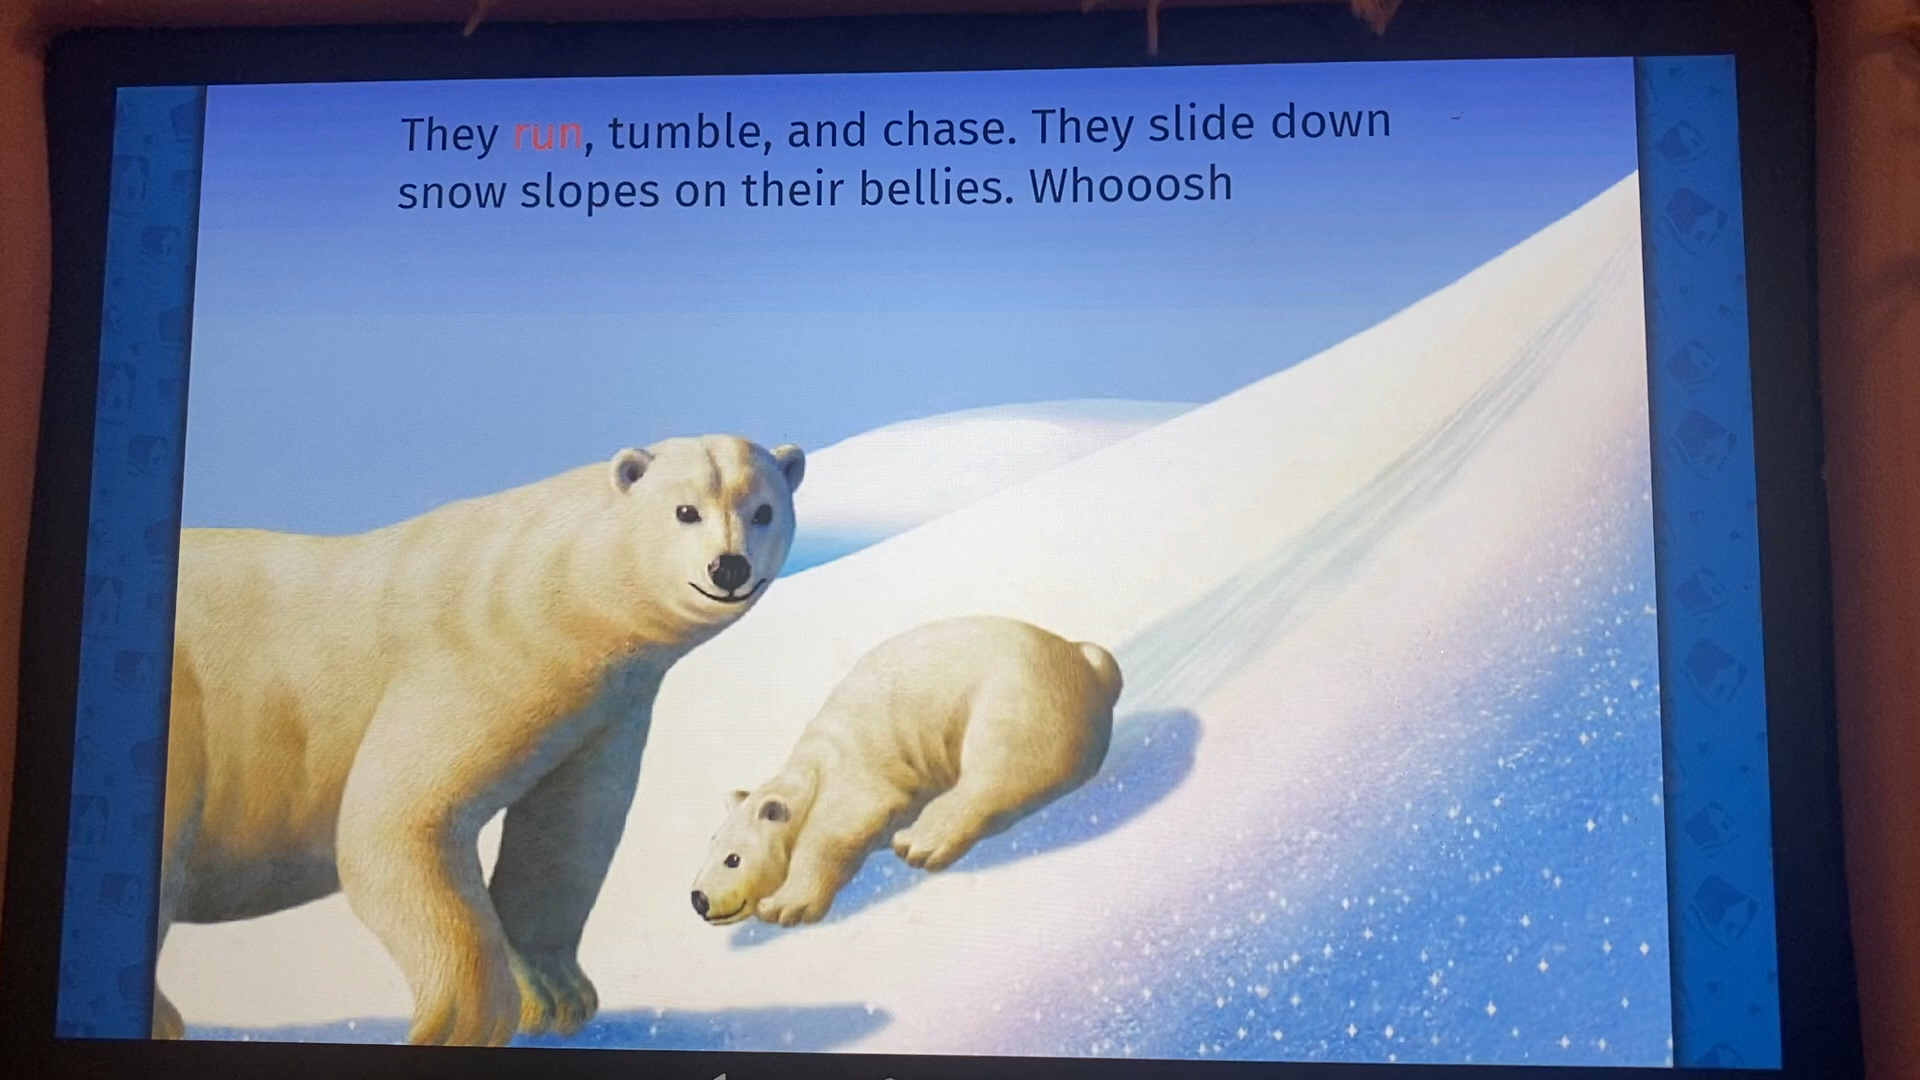 They run, tumble, and chase. They slide down
snow slopes on their bellies. Whooosh